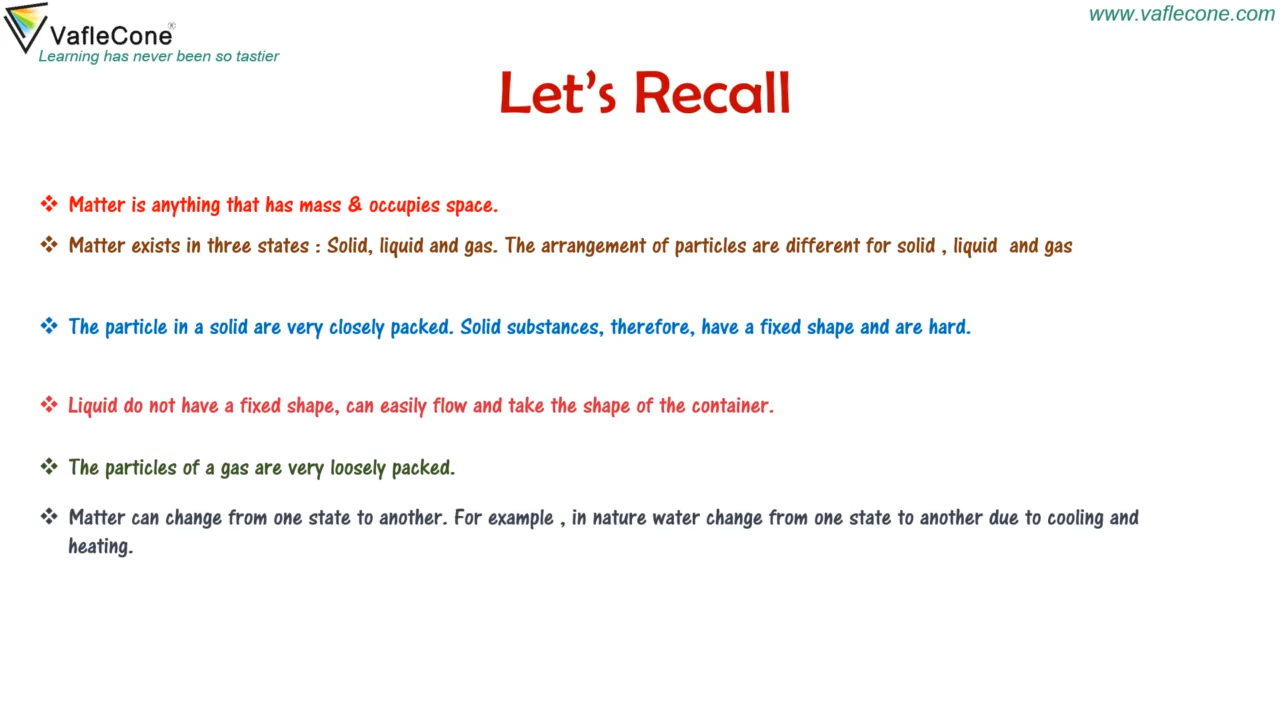 VafleCone®
Learning has never been so tastier
www.vaflecone.com
Let's Recall
❖ Matter is anything that has mass & occupies space.
❖ Matter exists in three states : Solid, liquid and gas. The arrangement of particles are different for solid , liquid and gas
❖ The particle in a solid are very closely packed. Solid substances, therefore, have a fixed shape and are hard.
❖ Liquid do not have a fixed shape, can easily flow and take the shape of the container.
❖ The particles of a gas are very loosely packed.
❖ Matter can change from one state to another. For example , in nature water change from one state to another due to cooling and
heating.